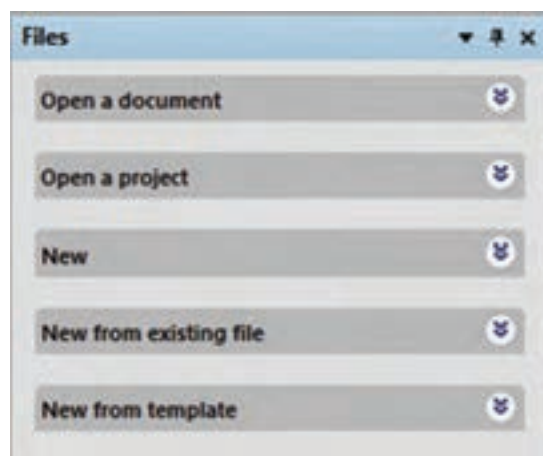 Files
Open a document
Open a project
New
New from existing file
New from template